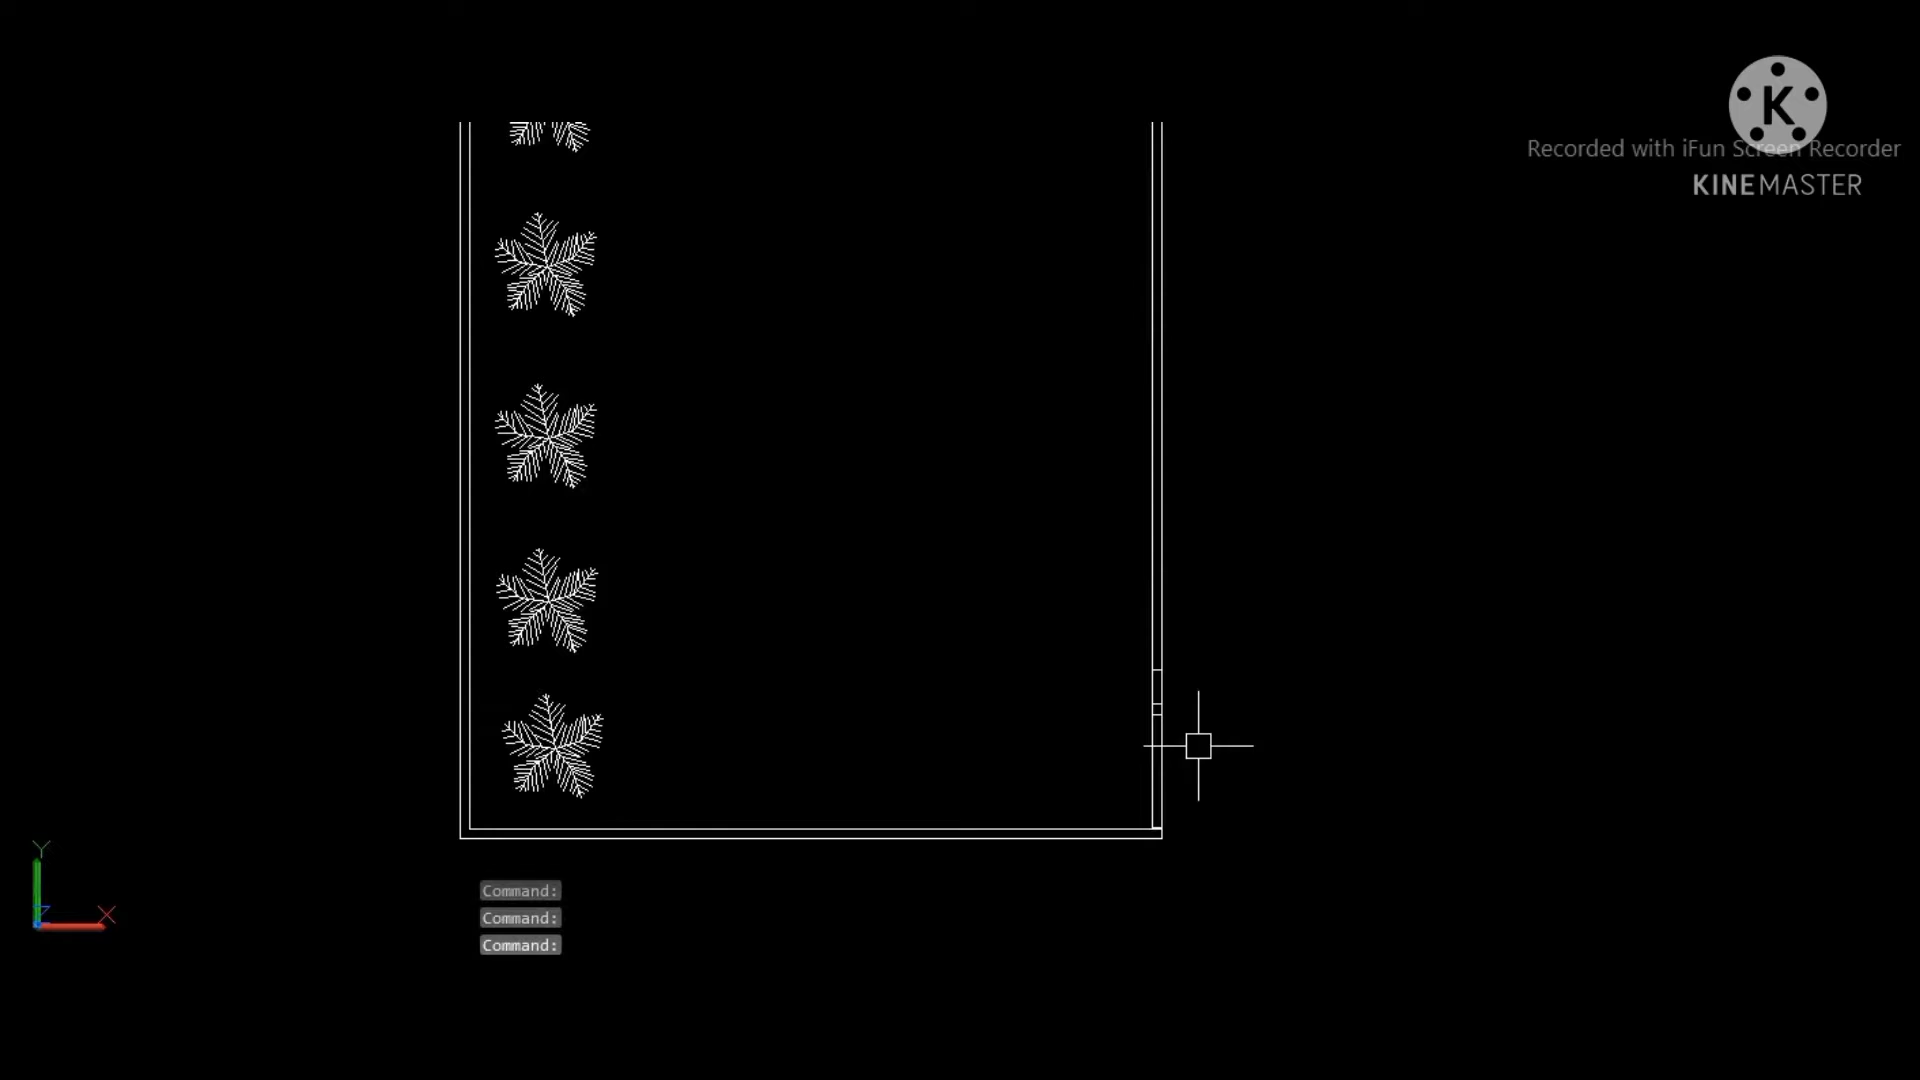 K
Recorded with iFun Screen Recorder
KINEMASTER
Y
X
Command:
Command:
Command: